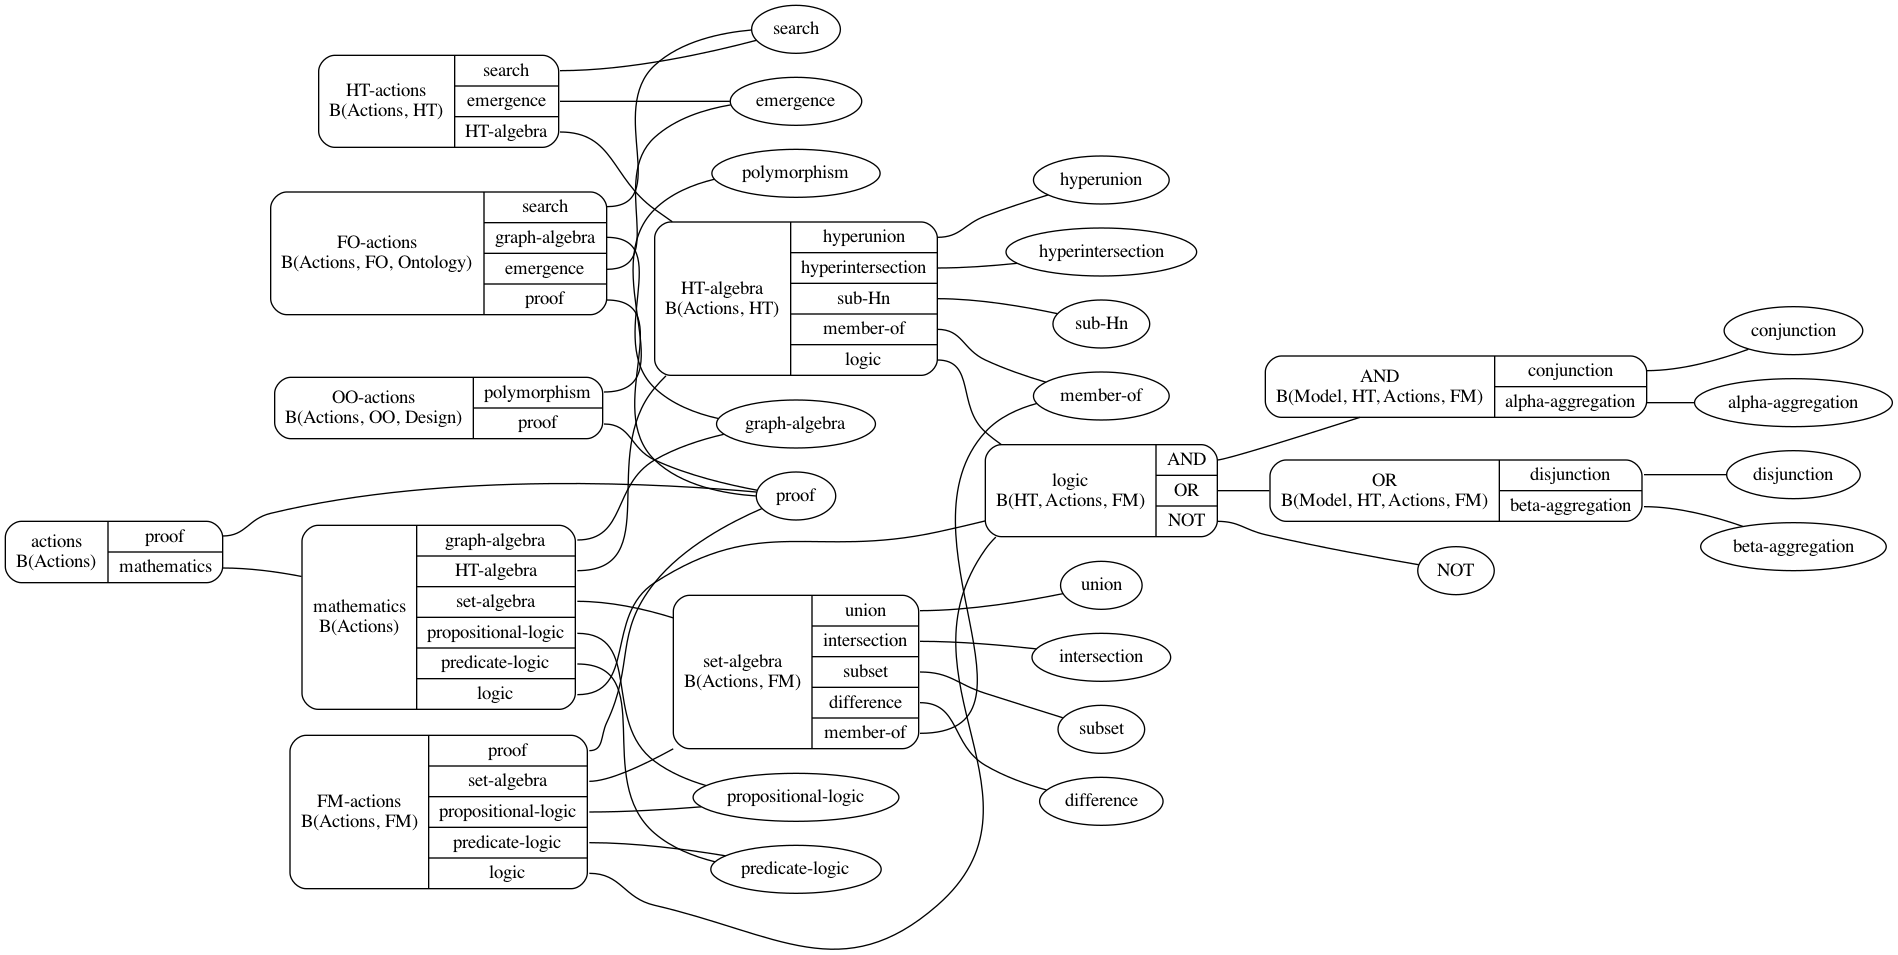 search
HT-actions
B(Actions, HT)
search
emergence
HT-algebra
emergence
polymorphism
FO-actions
B(Actions, FO, Ontology)
search
graph-algebra
emergence
proof
HT-algebra
B(Actions, HT)
hyperunion
hyperintersection
sub-Hn
member-of
logic
hyperunion
hyperintersection
sub-Hn
member-of
OO-actions
B(Actions, OO, Design)
polymorphism
proof
graph-algebra
proof
actions
B(Actions)
proof
mathematics
mathematics
B(Actions)
graph-algebra
HT-algebra
set-algebra
propositional-logic
predicate-logic
logic
logic
B(HT, Actions, FM)
AND
OR
NOT
AND
B(Model, HT, Actions, FM)
conjunction
alpha-aggregation
conjunction
alpha-aggregation
OR
B(Model, HT, Actions, FM)
disjunction
beta-aggregation
disjunction
beta-aggregation
NOT
set-algebra
B(Actions, FM)
union
intersection
subset
difference
member-of
union
intersection
subset
difference
FM-actions
B(Actions, FM)
proof
set-algebra
propositional-logic
predicate-logic
logic
propositional-logic
predicate-logic